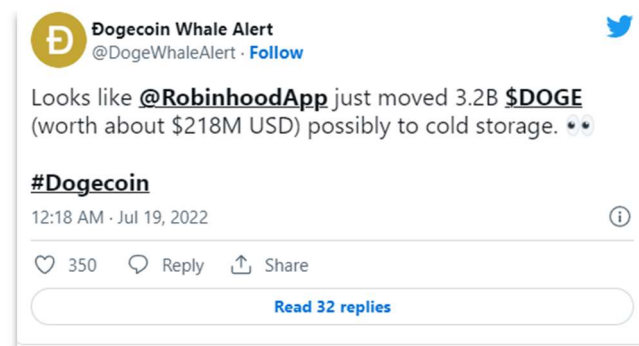 Ðogecoin Whale Alert
@DogeWhaleAlert · Follow
Looks like @RobinhoodApp just moved 3.2B $DOGE
(worth about $218M USD) possibly to cold storage. 👀
#Dogecoin
12:18 AM · Jul 19, 2022
350 Reply Share
Read 32 replies